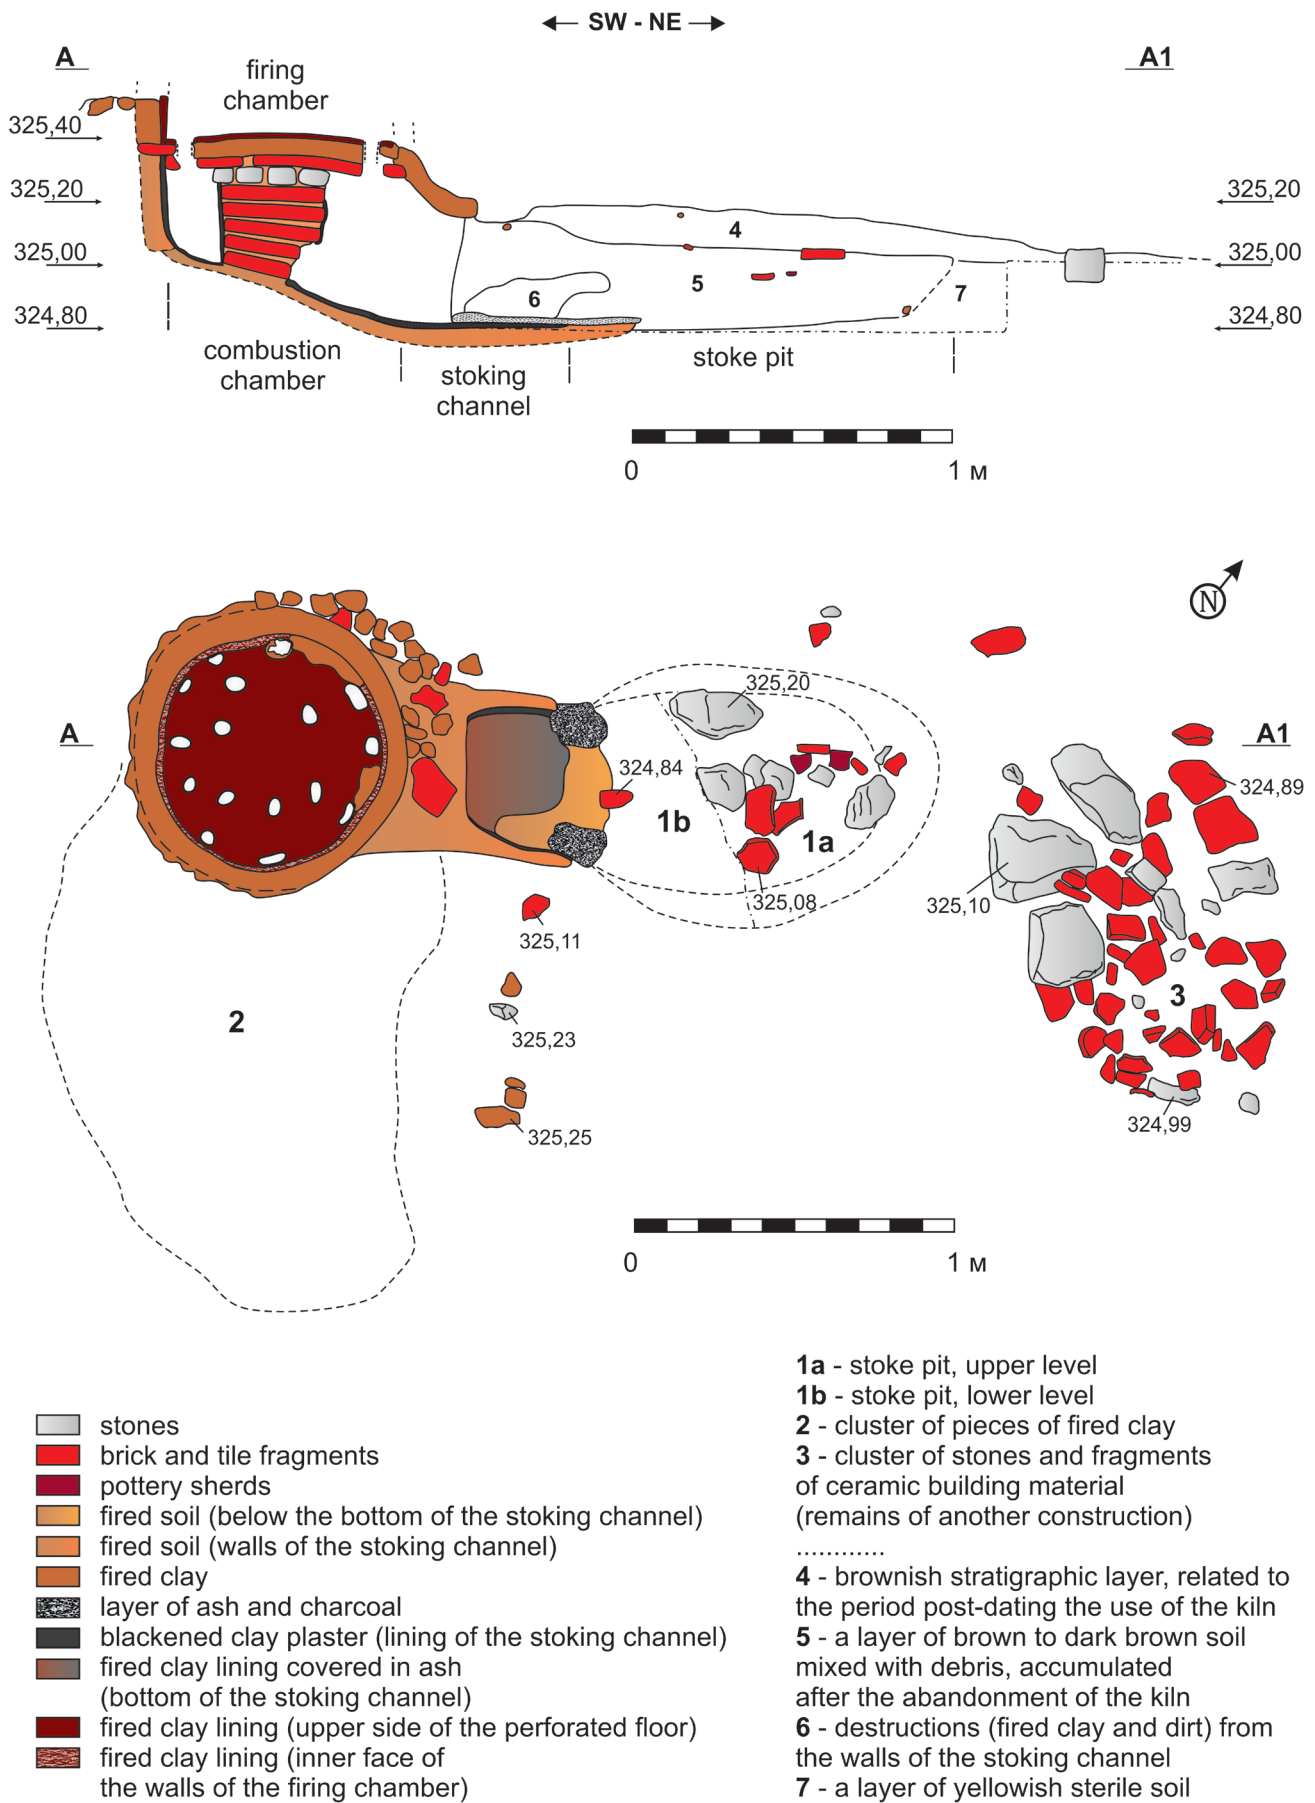 SW - NE
A
A1
firing
chamber
325,40
325,20
325,00
324,80
325,20
325,00
324,80
4
5
6
7
combustion
chamber
stoking
channel
stoke pit
0
1 м
N
A
A1
325,20
324,84
1b
1a
325,08
325,11
325,23
325,25
2
325,10
324,89
3
324,99
0
1 м
stones
brick and tile fragments
pottery sherds
fired soil (below the bottom of the stoking channel)
fired soil (walls of the stoking channel)
fired clay
layer of ash and charcoal
blackened clay plaster (lining of the stoking channel)
fired clay lining covered in ash
(bottom of the stoking channel)
fired clay lining (upper side of the perforated floor)
fired clay lining (inner face of
the walls of the firing chamber)
1a - stoke pit, upper level
1b - stoke pit, lower level
2 - cluster of pieces of fired clay
3 - cluster of stones and fragments
of ceramic building material
(remains of another construction)
............
4 - brownish stratigraphic layer, related to
the period post-dating the use of the kiln
5 - a layer of brown to dark brown soil
mixed with debris, accumulated
after the abandonment of the kiln
6 - destructions (fired clay and dirt) from
the walls of the stoking channel
7 - a layer of yellowish sterile soil